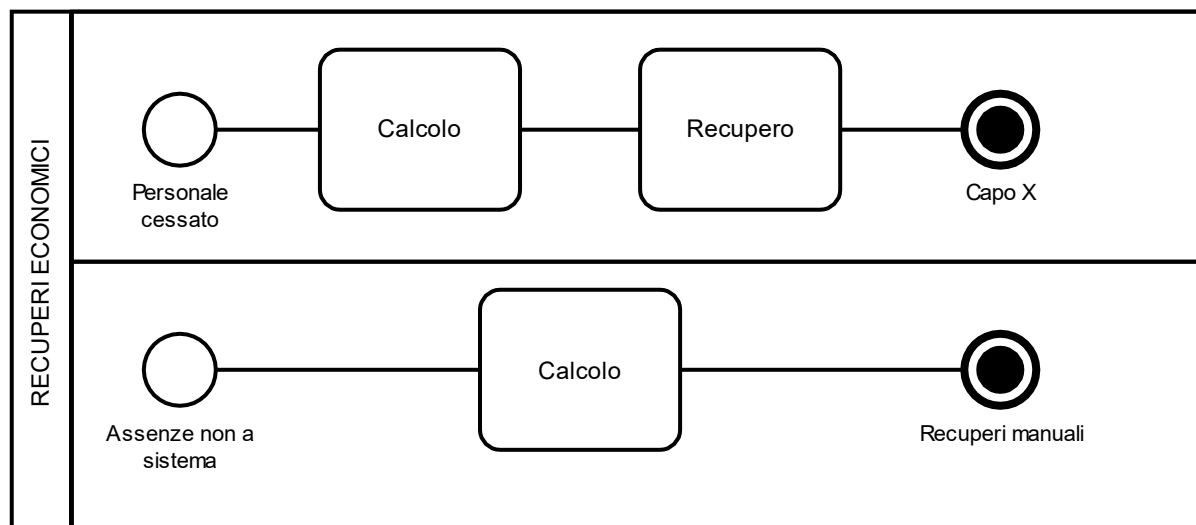 RECUPERI ECONOMICI
Calcolo
Recupero
Personale
cessato
Capo X
Calcolo
Assenze non a
sistema
Recuperi manuali